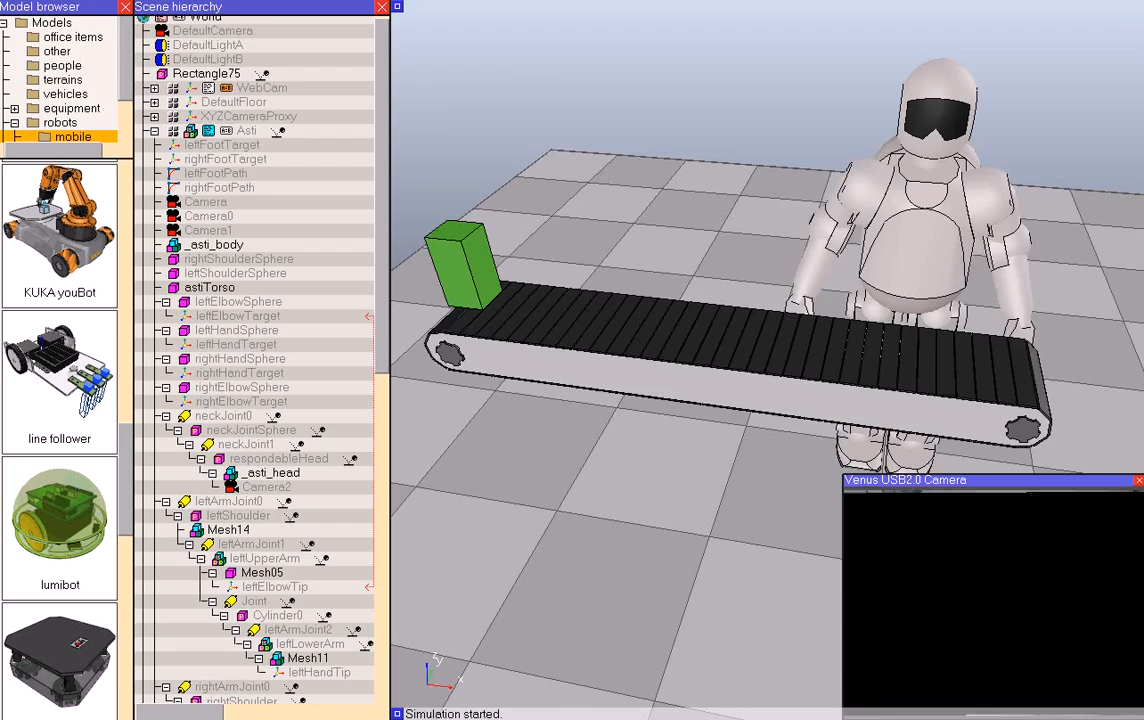 Model browser
Models
office items
other
people
terrains
vehicles
equipment
robots
mobile
KUKA youBot
line follower
lumibot
Scene hierarchy
World
DefaultCamera
DefaultLightA
DefaultLightB
Rectangle75
WebCam
DefaultFloor
XYZCameraProxy
Asti
leftFootTarget
rightFootTarget
leftFootPath
rightFootPath
Camera
Camera0
Camera1
_asti_body
rightShoulderSphere
leftShoulderSphere
astiTorso
leftElbowSphere
leftElbowTarget
leftHandSphere
leftHandTarget
rightHandSphere
rightHandTarget
rightElbowSphere
rightElbowTarget
neckJoint0
neckJointSphere
neckJoint1
respondableHead
_asti_head
Camera2
leftArmJoint0
leftShoulder
Mesh14
leftArmJoint1
leftUpperArm
Mesh05
leftElbowTip
Joint
Cylinder0
leftArmJoint2
leftLowerArm
Mesh11
leftHandTip
rightArmJoint0
rightShoulder
Venus USB2.0 Camera
z
y
x
Simulation started.